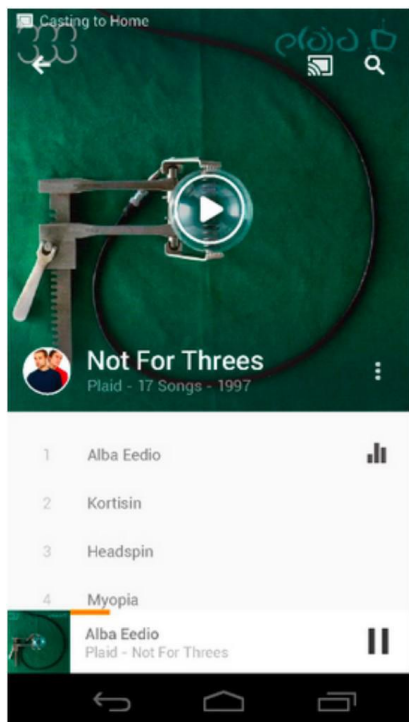 Casting to Home
plaid
Not For Threes
Plaid - 17 Songs - 1997
1 Alba Eedio
2 Kortisin
3 Headspin
4 Myopia
Alba Eedio
Plaid - Not For Threes